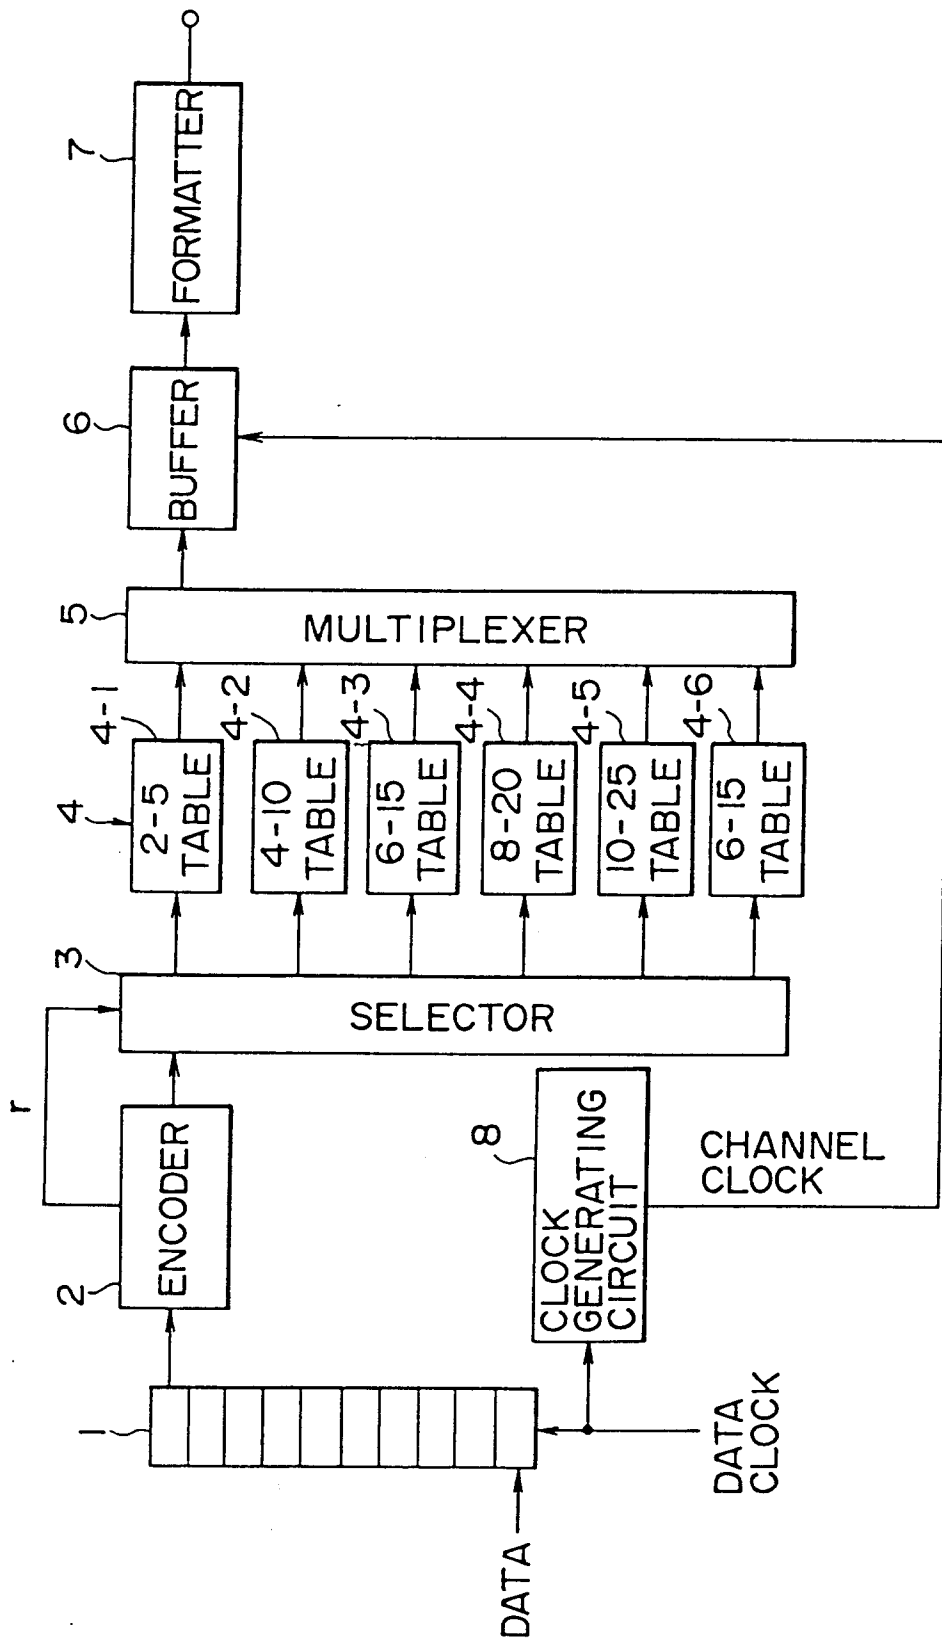 DATA
DATA
CLOCK
1
2
ENCODER
r
3
SELECTOR
8
CLOCK
GENERATING
CIRCUIT
CHANNEL
CLOCK
4
4-1
2-5
TABLE
4-2
4-10
TABLE
4-3
6-15
TABLE
4-4
8-20
TABLE
4-5
10-25
TABLE
4-6
6-15
TABLE
5
MULTIPLEXER
6
BUFFER
7
FORMATTER